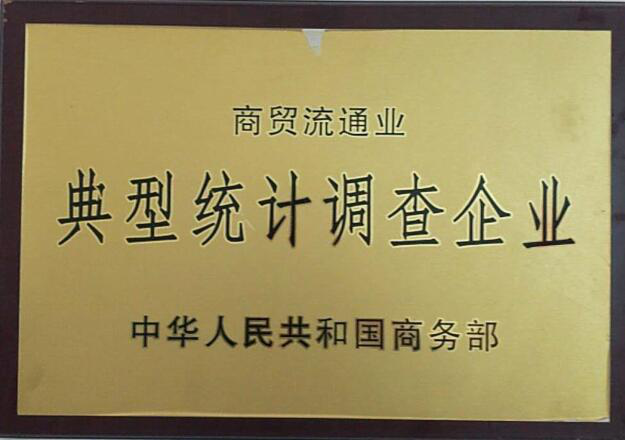 商贸流通业
典型统计调查企业
中华人民共和国商务部